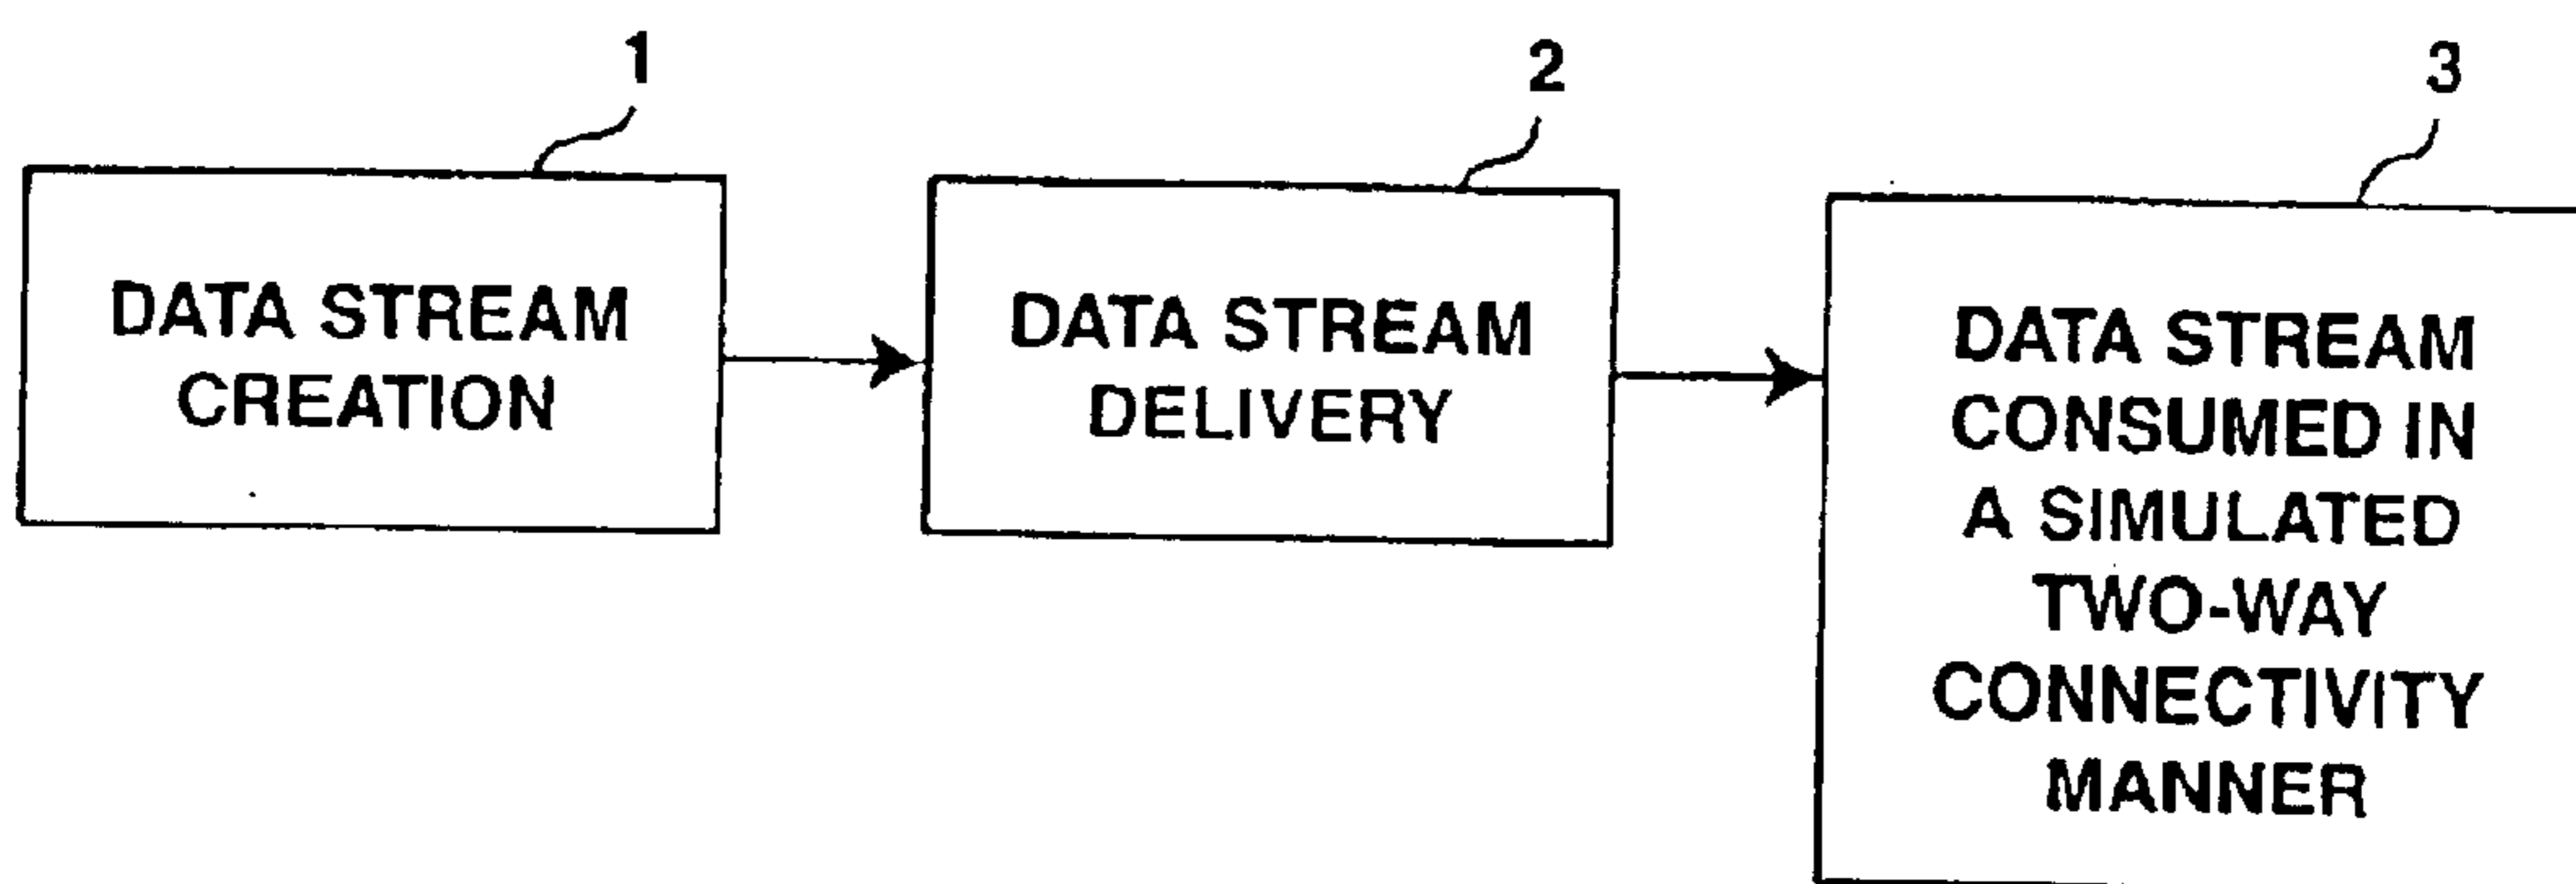 1
DATA STREAM
CREATION
2
DATA STREAM
DELIVERY
3
DATA STREAM
CONSUMED IN
A SIMULATED
TWO-WAY
CONNECTIVITY
MANNER